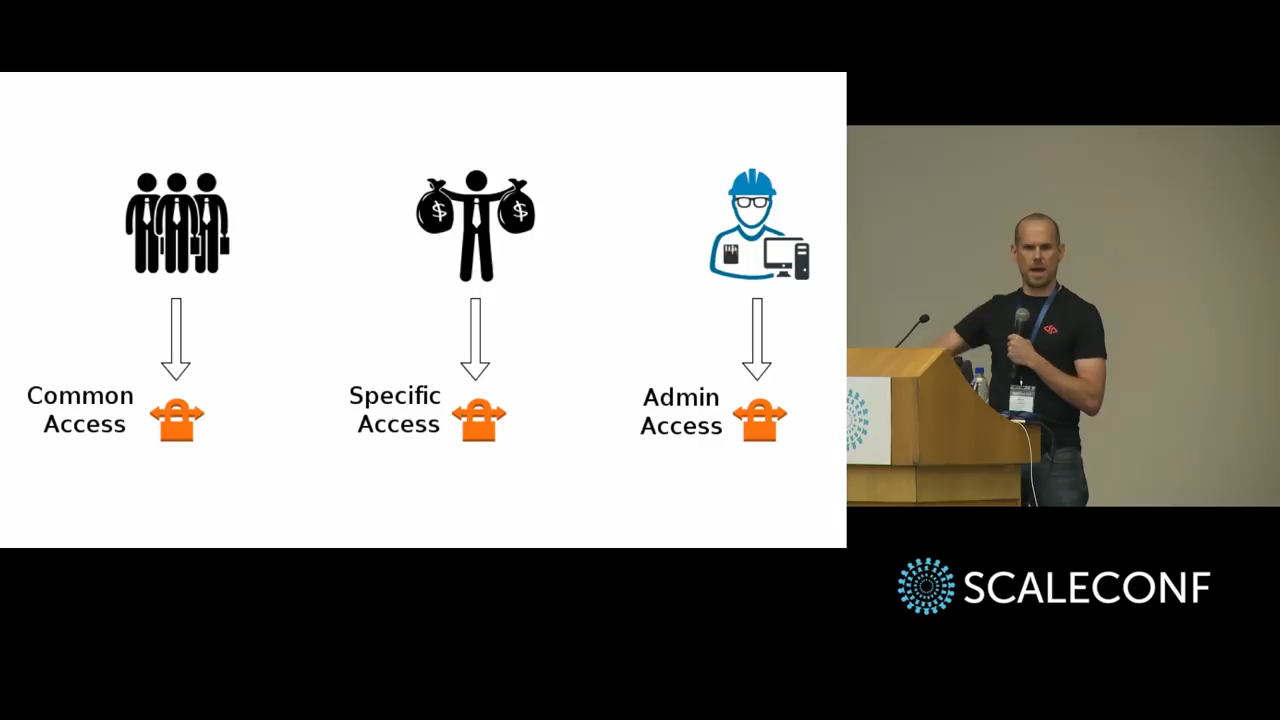 $ $
Common
Access
Specific
Access
Admin
Access
SCALECONF